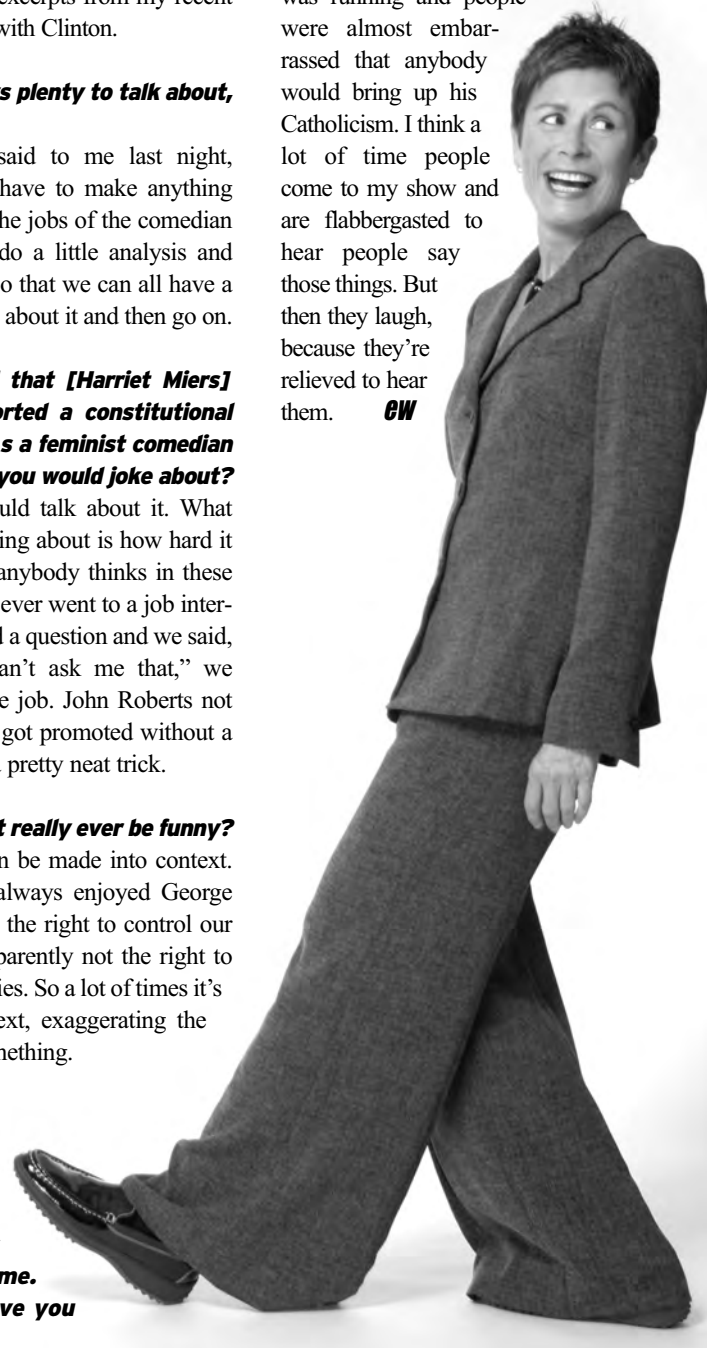 excerpts from my recent
with Clinton.
s plenty to talk about,
said to me last night,
have to make anything
he jobs of the comedian
do a little analysis and
o that we can all have a
about it and then go on.
that [Harriet Miers]
orted a constitutional
s a feminist comedian
you would joke about?
uld talk about it. What
ing about is how hard it
anybody thinks in these
ever went to a job inter-
d a question and we said,
an’t ask me that,” we
e job. John Roberts not
got promoted without a
pretty neat trick.
t really ever be funny?
n be made into context.
always enjoyed George
the right to control our
parently not the right to
ies. So a lot of times it’s
ext, exaggerating the
ething.
me.
ve you
was running and people
were almost embar-
rassed that anybody
would bring up his
Catholicism. I think a
lot of time people
come to my show and
are flabbergasted to
hear people say
those things. But
then they laugh,
because they’re
relieved to hear
them. ew